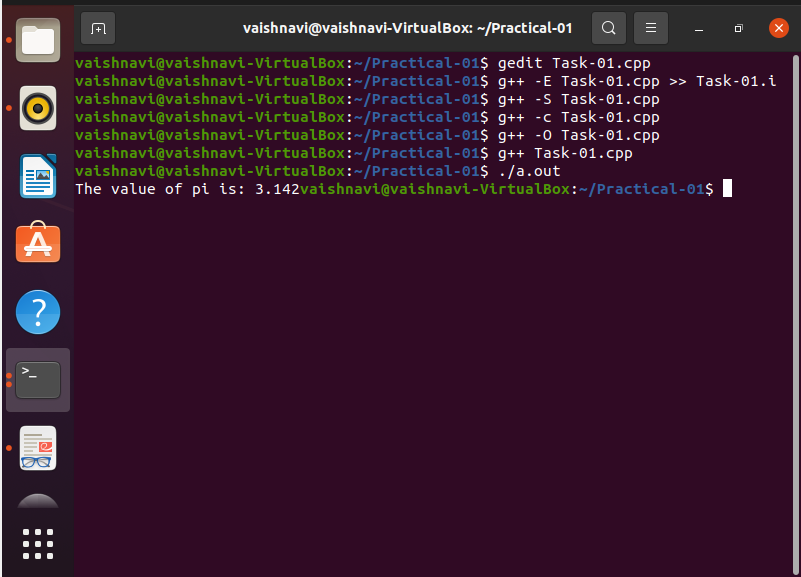 vaishnavi@vaishnavi-VirtualBox: ~/Practical-01
vaishnavi@vaishnavi-VirtualBox:~/Practical-01$ gedit Task-01.cpp
vaishnavi@vaishnavi-VirtualBox:~/Practical-01$ g++ -E Task-01.cpp >> Task-01.i
vaishnavi@vaishnavi-VirtualBox:~/Practical-01$ g++ -S Task-01.cpp
vaishnavi@vaishnavi-VirtualBox:~/Practical-01$ g++ -c Task-01.cpp
vaishnavi@vaishnavi-VirtualBox:~/Practical-01$ g++ -O Task-01.cpp
vaishnavi@vaishnavi-VirtualBox:~/Practical-01$ g++ Task-01.cpp
vaishnavi@vaishnavi-VirtualBox:~/Practical-01$ ./a.out
The value of pi is: 3.142vaishnavi@vaishnavi-VirtualBox:~/Practical-01$